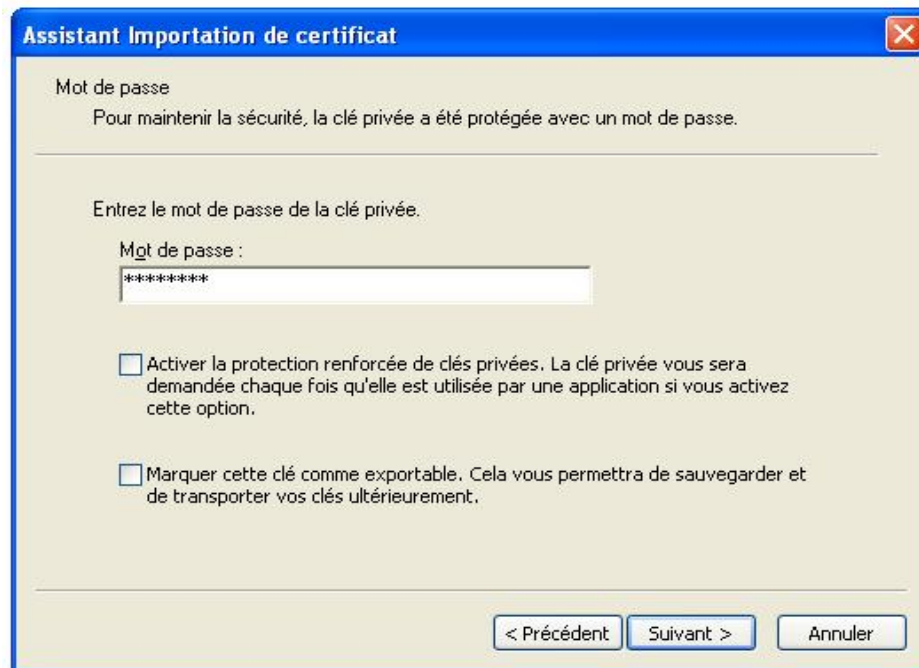 Assistant Importation de certificat
Mot de passe
Pour maintenir la sécurité, la clé privée a été protégée avec un mot de passe.
Entrez le mot de passe de la clé privée.
Mot de passe :
********
Activer la protection renforcée de clés privées. La clé privée vous sera
demandée chaque fois qu'elle est utilisée par une application si vous activez
cette option.
Marquer cette clé comme exportable. Cela vous permettra de sauvegarder et
de transporter vos clés ultérieurement.
< Précédent
Suivant >
Annuler